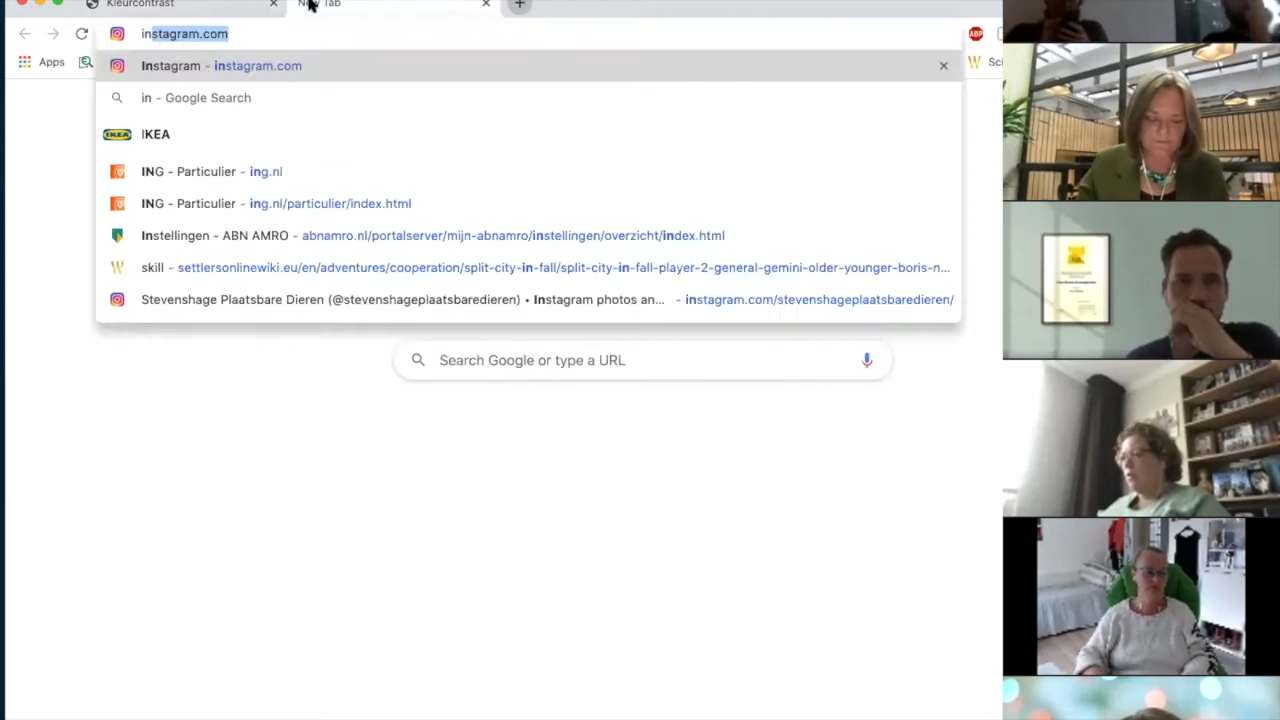 Kleurcontrast
New Tab
instagram.com
ABP
Apps
Sci
Instagram - instagram.com
in - Google Search
IKEA IKEA
ING - Particulier - ing.nl
ING - Particulier - ing.nl/particulier/index.html
Instellingen - ABN AMRO - abnamro.nl/portalserver/mijn-abnamro/instellingen/overzicht/index.html
skill - settlersonlinewiki.eu/en/adventures/cooperation/split-city-in-fall/split-city-in-fall-player-2-general-gemini-older-younger-boris-n...
Stevenshage Plaatsbare Dieren (@stevenshageplaatsbaredieren) • Instagram photos an... - instagram.com/stevenshageplaatsbaredieren/
Search Google or type a URL